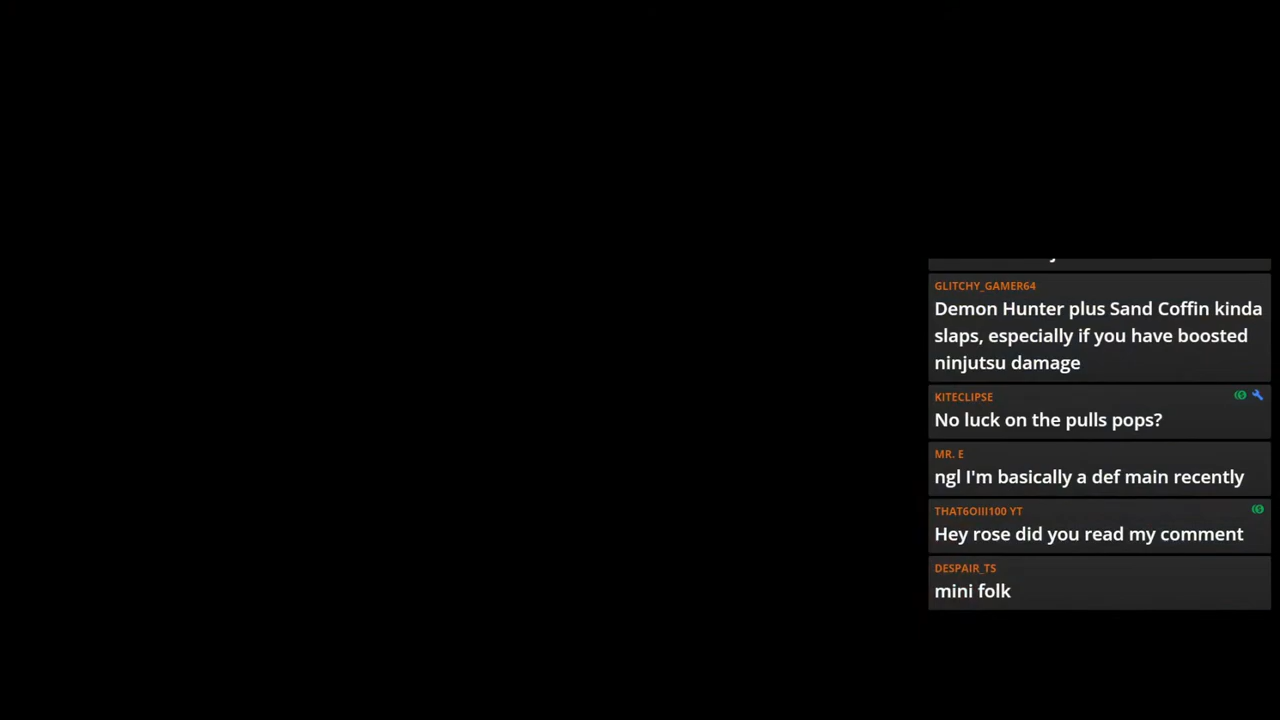 GLITCHY_GAMER64
Demon Hunter plus Sand Coffin kinda
slaps, especially if you have boosted
ninjutsu damage
KITECLIPSE
No luck on the pulls pops?
MR. E
ngl I'm basically a def main recently
THAT6OIII100 YT
Hey rose did you read my comment
DESPAIR_TS
mini folk